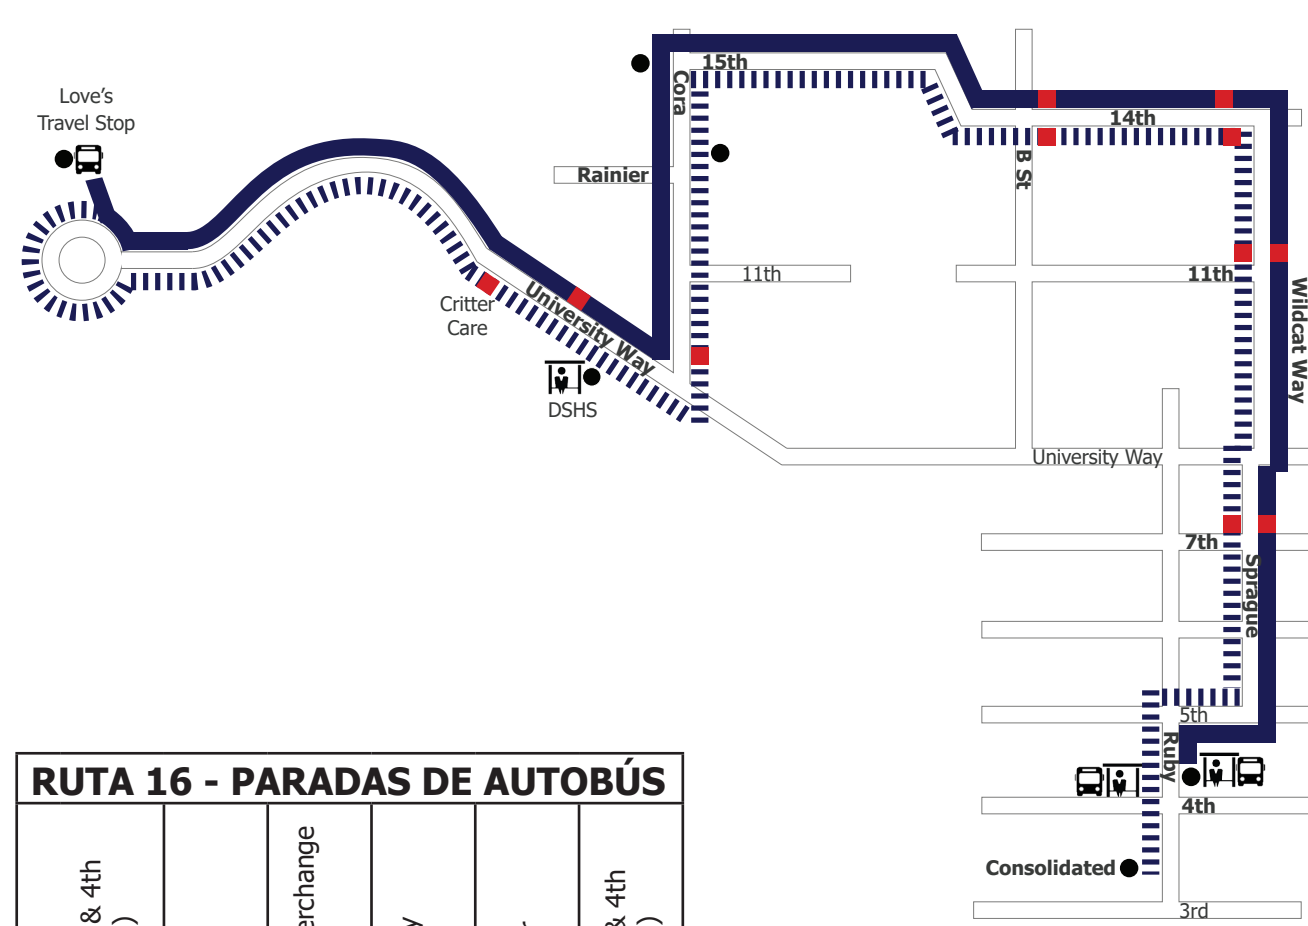 Love's
Travel Stop
15th
Cora
14th
B St
Rainier
11th
11th
Critter
Care
University Way
Wildcat Way
DSHS
University Way
7th
Sprague
5th
Ruby
4th
Consolidated
3rd
RUTA 16 - PARADAS DE AUTOBÚS
& 4th
& 4th